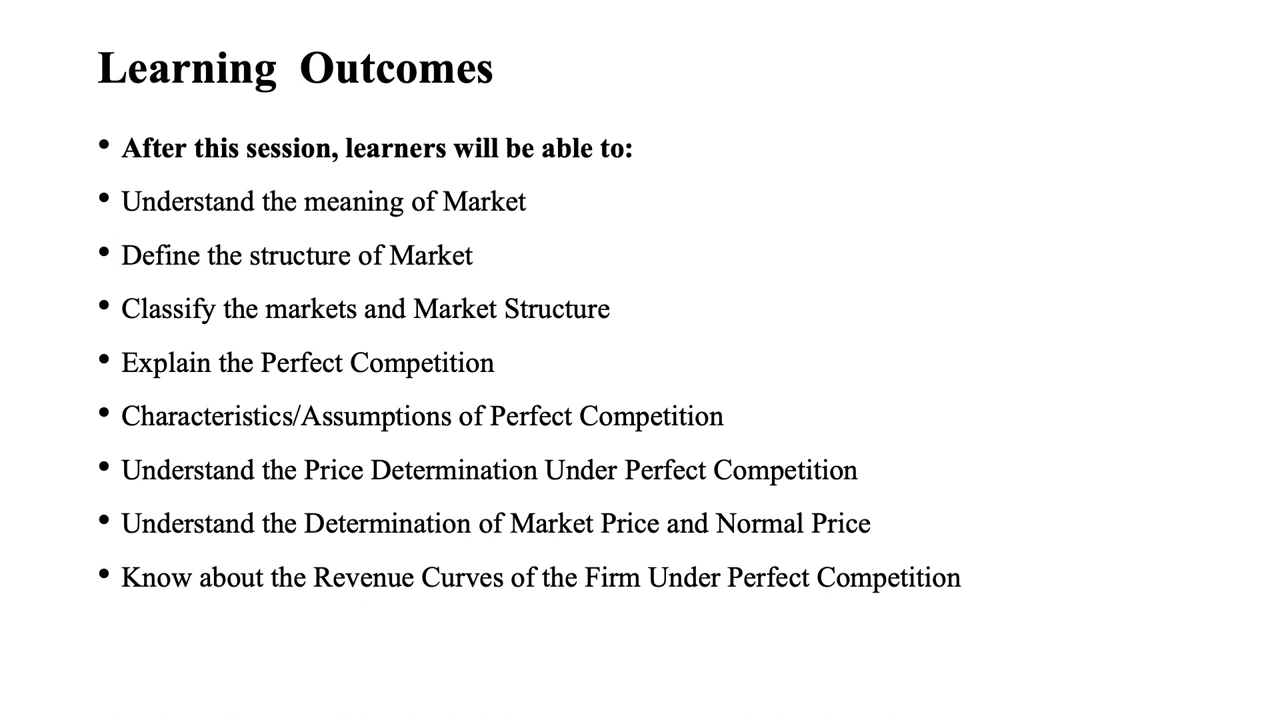 Learning Outcomes
• After this session, learners will be able to:
• Understand the meaning of Market
• Define the structure of Market
• Classify the markets and Market Structure
• Explain the Perfect Competition
• Characteristics/Assumptions of Perfect Competition
• Understand the Price Determination Under Perfect Competition
• Understand the Determination of Market Price and Normal Price
• Know about the Revenue Curves of the Firm Under Perfect Competition